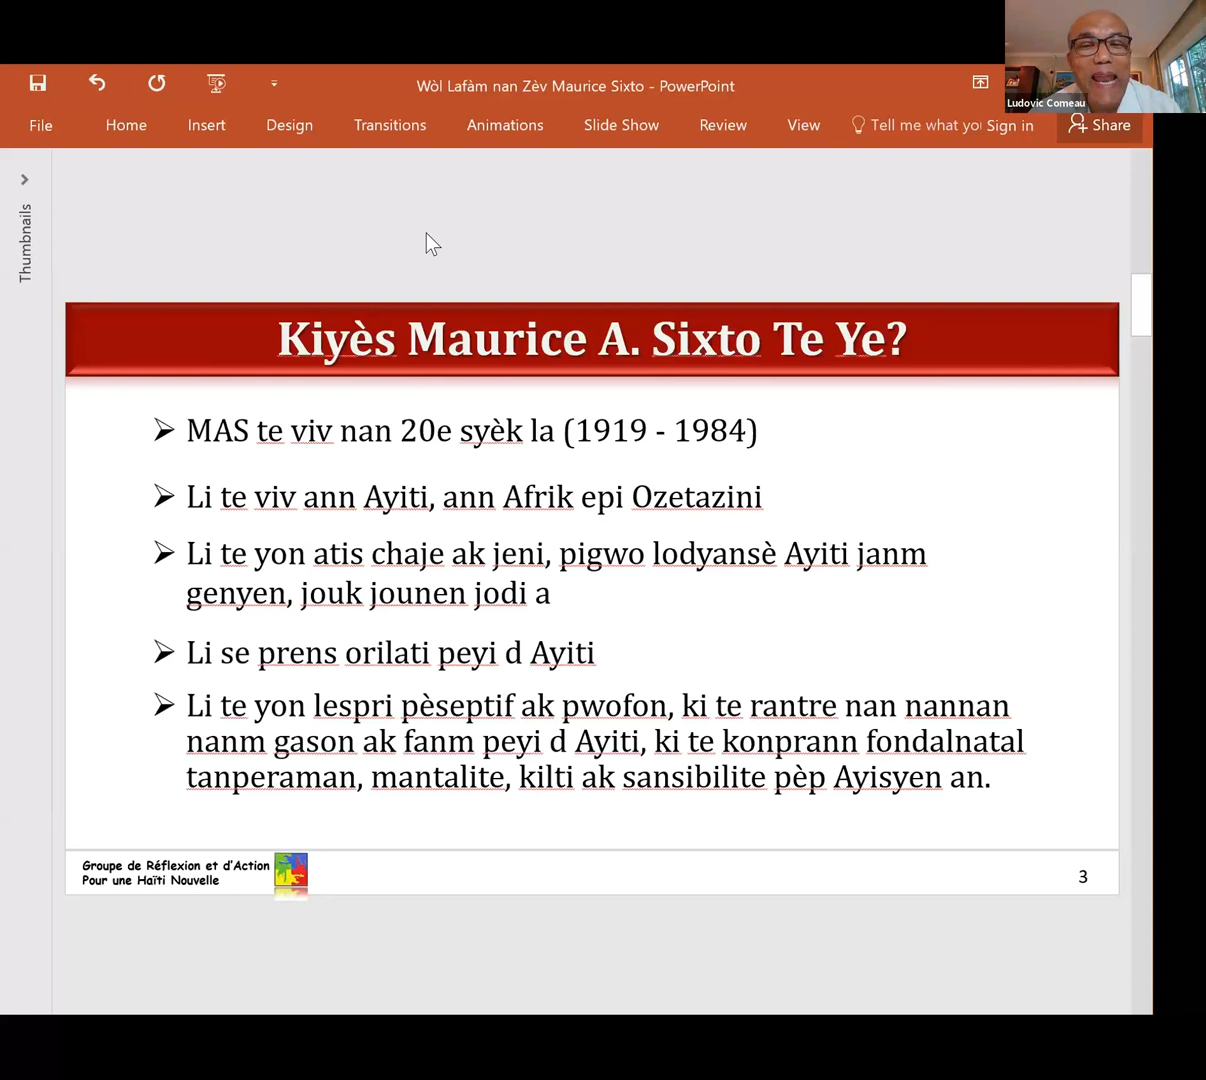 Wòl Lafàm nan Zèv Maurice Sixto - PowerPoint
Ludovic Comeau
File Home Insert Design Transitions Animations Slide Show Review View Tell me what yo Sign in Share
Thumbnails
Kiyès Maurice A. Sixto Te Ye?
MAS te viv nan 20e syèk la (1919 - 1984)
Li te viv ann Ayiti, ann Afrik epi Ozetazini
Li te yon atis chaje ak jeni, pigwo lodyansè Ayiti janm
genyen, jouk jounen jodi a
Li se prens orilati peyi d Ayiti
Li te yon lespri pèseptif ak pwofon, ki te rantre nan nannan
nanm gason ak fanm peyi d Ayiti, ki te konprann fondalnatal
tanperaman, mantalite, kilti ak sansibilite pèp Ayisyen an.
Groupe de Réflexion et d'Action
Pour une Haïti Nouvelle
3